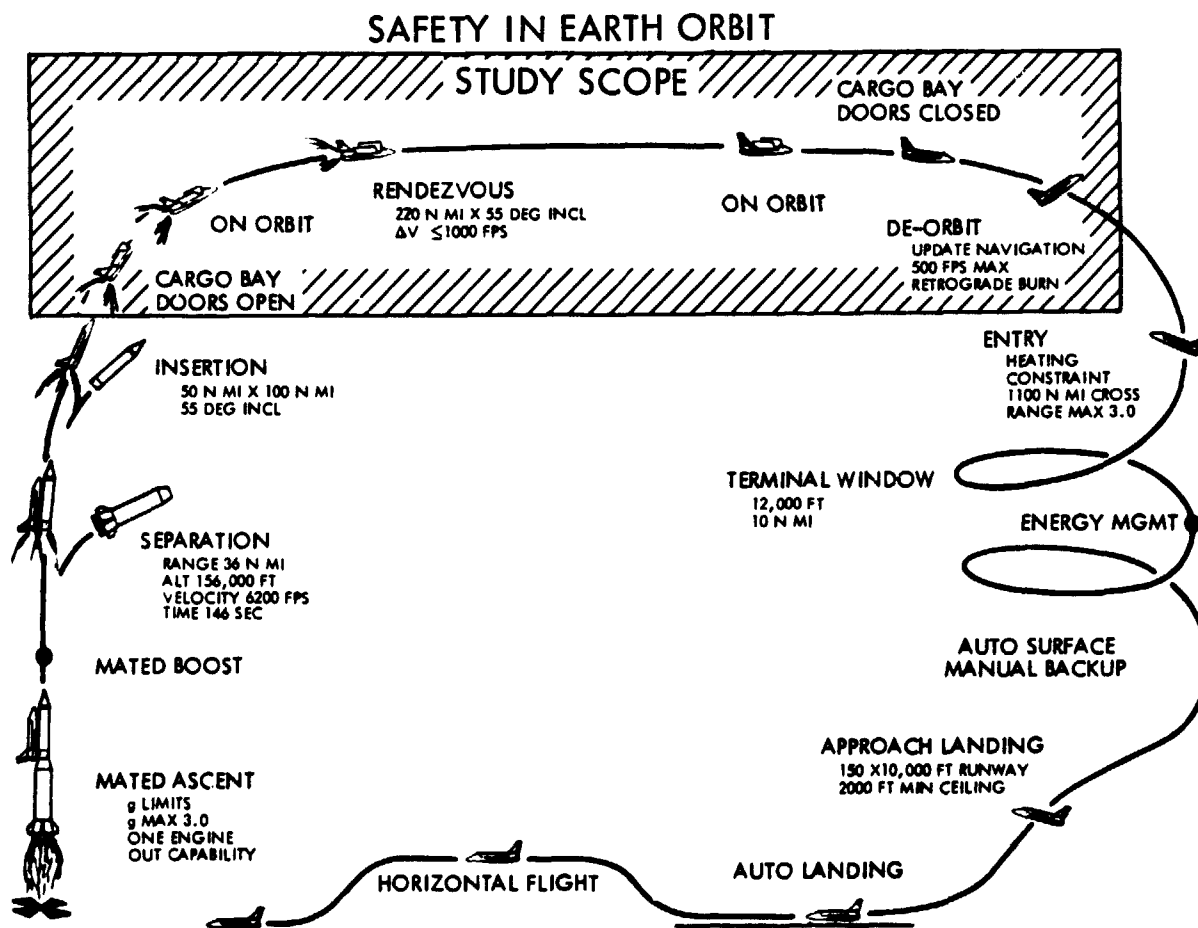 SAFETY IN EARTH ORBIT
STUDY SCOPE
CARGO BAY
DOORS CLOSED
RENDEZVOUS
220 N MI X 55 DEG INCL
ΔV ≤1000 FPS
ON ORBIT
ON ORBIT
DE-ORBIT
UPDATE NAVIGATION
500 FPS MAX
RETROGRADE BURN
CARGO BAY
DOORS OPEN
INSERTION
50 N MI X 100 N MI
55 DEG INCL
ENTRY
HEATING
CONSTRAINT
1100 N MI CROSS
RANGE MAX 3.0
TERMINAL WINDOW
12,000 FT
10 N MI
ENERGY MGMT
SEPARATION
RANGE 36 N MI
ALT 156,000 FT
VELOCITY 6200 FPS
TIME 146 SEC
AUTO SURFACE
MANUAL BACKUP
MATED BOOST
APPROACH LANDING
150 X10,000 FT RUNWAY
2000 FT MIN CEILING
MATED ASCENT
g LIMITS
g MAX 3.0
ONE ENGINE
OUT CAPABILITY
HORIZONTAL FLIGHT
AUTO LANDING